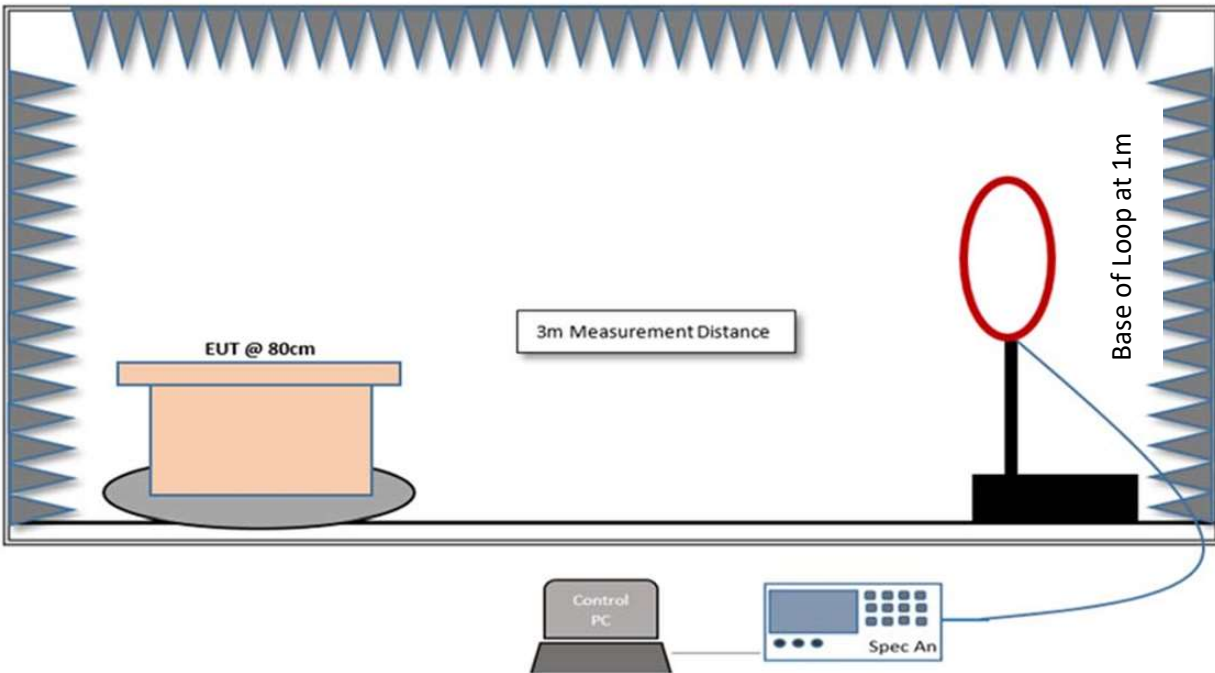 Base of Loop at 1m
3m Measurement Distance
EUT @ 80cm
Control
PC
Spec An